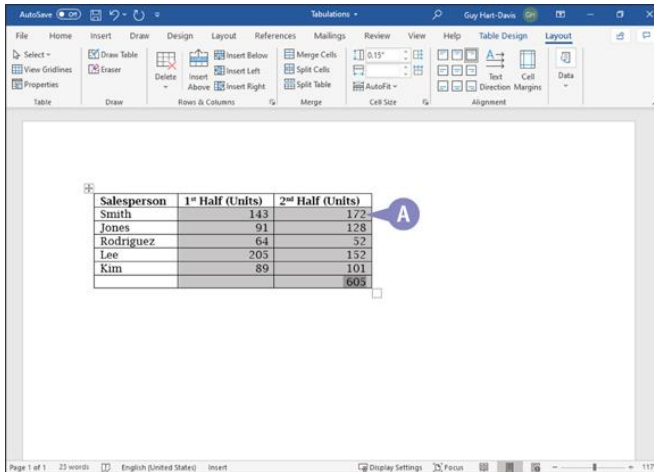 AutoSave Off Tabulations Guy Hart-Davis GH
File Home Insert Draw Design Layout References Mailings Review View Help Table Design Layout
Select Draw Table Insert Below Merge Cells 0.15" 
View Gridlines Eraser Delete Insert Above Insert Left Split Cells Text Direction Cell Margins Data
Properties Insert Right Split Table AutoFit
Table Draw Rows & Columns Merge Cell Size Alignment
Salesperson 1st Half (Units) 2nd Half (Units)
Smith 143 172 A
Jones 91 128
Rodriguez 64 52
Lee 205 152
Kim 89 101
605
Page 1 of 1 23 words English (United States) Insert Display Settings Focus 117